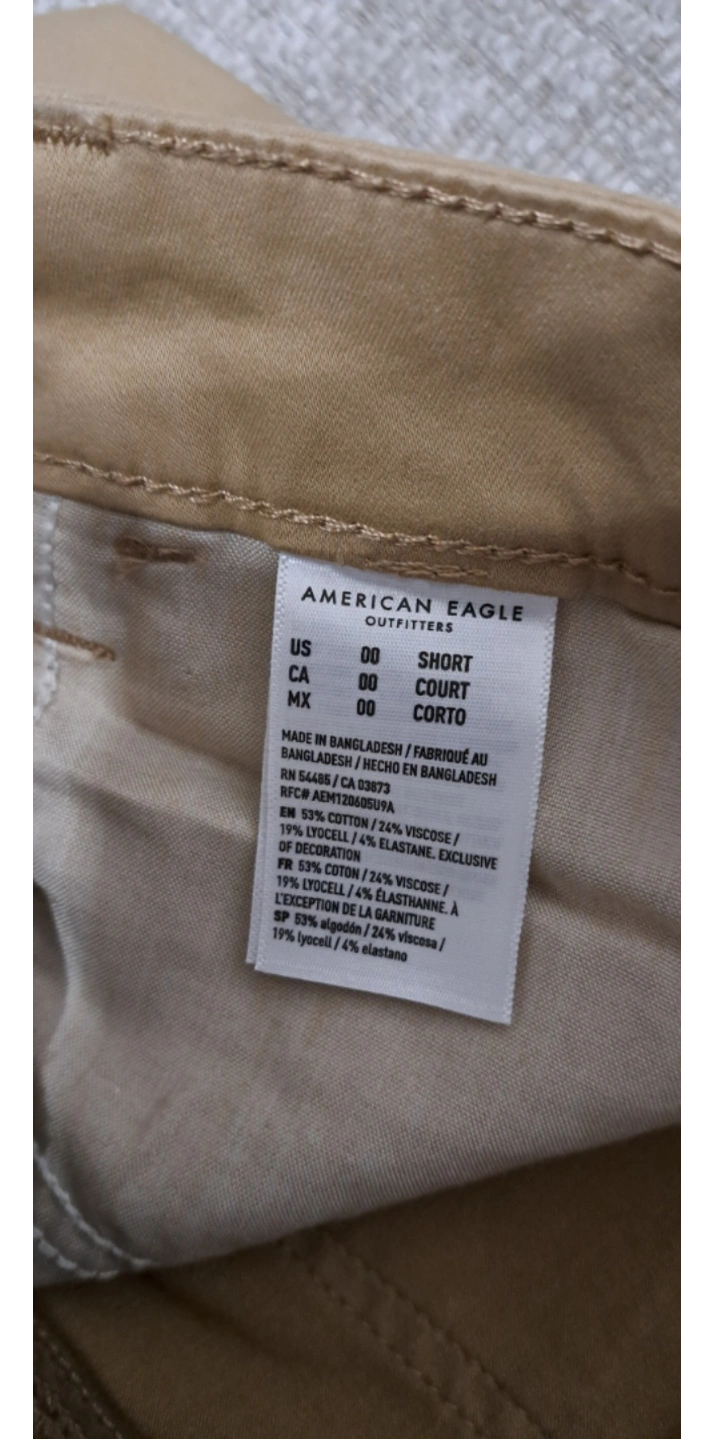 AMERICAN EAGLE
OUTFITTERS
US 00 SHORT
CA 00 COURT
MX 00 CORTO
MADE IN BANGLADESH / FABRIQUÉ AU
BANGLADESH / HECHO EN BANGLADESH
RN 54485 / CA 03873
RFC# AEM120605U9A
EN 53% COTTON / 24% VISCOSE /
19% LYOCELL / 4% ELASTANE. EXCLUSIVE
OF DECORATION
FR 53% COTON / 24% VISCOSE /
19% LYOCELL / 4% ÉLASTHANNE. À
L'EXCEPTION DE LA GARNITURE
SP 53% algodón / 24% viscosa /
19% lyocell / 4% elastano